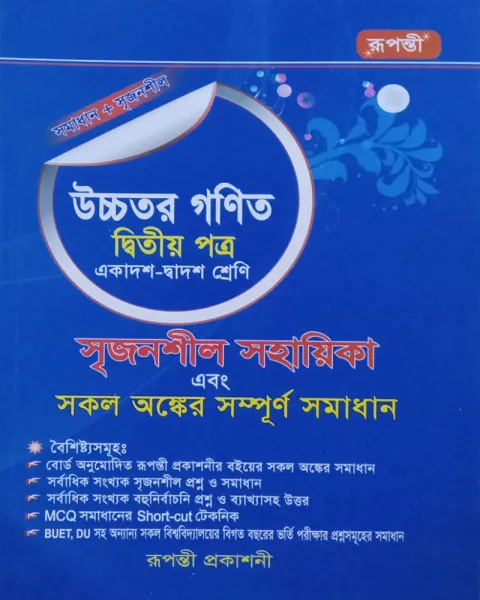 রূপন্তী
সমাধান + সৃজনশীল
উচ্চতর গণিত
দ্বিতীয় পত্র
একাদশ-দ্বাদশ শ্রেণি
সৃজনশীল সহায়িকা
এবং
সকল অঙ্কের সম্পূর্ণ সমাধান
বৈশিষ্ট্যসমূহঃ
বোর্ড অনুমোদিত রূপন্তী প্রকাশনীর বইয়ের সকল অঙ্কের সমাধান
সর্বাধিক সংখ্যক সৃজনশীল প্রশ্ন ও সমাধান
সর্বাধিক সংখ্যক বহুনির্বাচনি প্রশ্ন ও ব্যাখ্যাসহ উত্তর
MCQ সমাধানের Short-cut টেকনিক
BUET, DU সহ অন্যান্য সকল বিশ্ববিদ্যালয়ের বিগত বছরের ভর্তি পরীক্ষার প্রশ্নসমূহের সমাধান
রূপন্তী প্রকাশনী